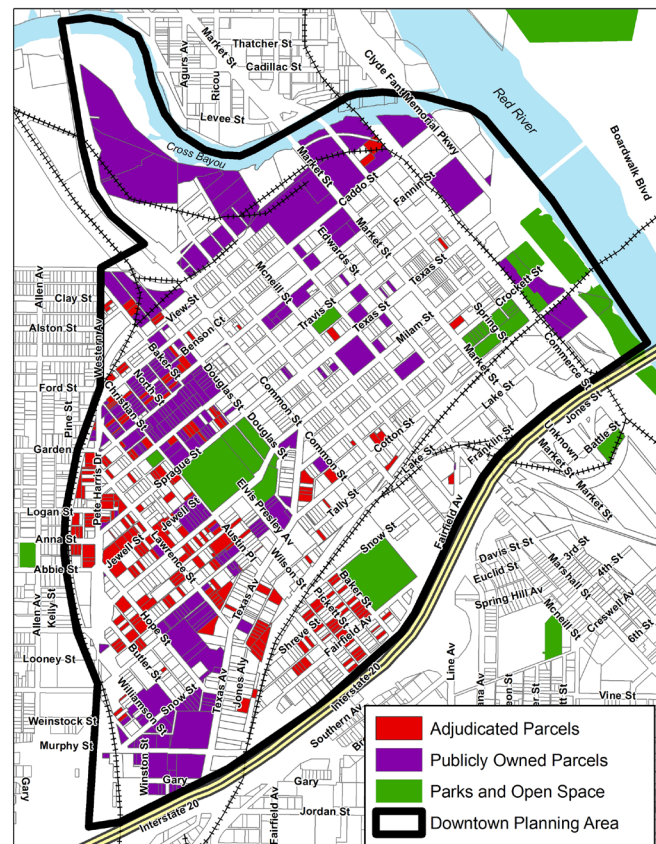 Thatcher St
Cadillac St
Agurs Av
Ricou
Market St
Levee St
Clyde Fant Memorial Pkwy
Red River
Boardwalk Blvd
Cross Bayou
Market St
Caddo St
Fannin St
Market St
Edwards St
Texas St
Crockett St
Spring St
McNeill St
Travis St
Texas St
Milam St
Market St
Commerce St
Allen Av
Clay St
Alston St
Western Av
View St
Benson Ct
Baker St
North St
Christian St
Ford St
Pine St
Garden
Douglas St
Douglas St
Common St
Common St
Cotton St
Lake St
Lake St
Franklin St
Jones St
Unknown
Market St
Battle St
Market St
Sprague St
Pete Harris Dr
Logan St
Anna St
Abbie St
Jewell St
Jewell St
Lawrence St
Austin Pl
Elvis Presley Av
Tally St
Wilson St
Snow St
Fairfield Av
Davis St
St
Euclid St
3rd St
Marshall St
4th St
Spring Hill Av
McNeill St
Creswell Av
6th St
Allen Av
Kelly St
Looney St
Hope St
Butler St
Texas Av
Baker St
Pickett St
Fairfield Av
Shreve St
Line Av
Weinstock St
Murphy St
Williamson St
Snow St
Texas Av
Jones Aly
Interstate 20
Southern Av
Vine St
Gary
Winston St
Gary
Gary
Interstate 20
Fairfield Av
Jordan St
Adjudicated Parcels
Publicly Owned Parcels
Parks and Open Space
Downtown Planning Area